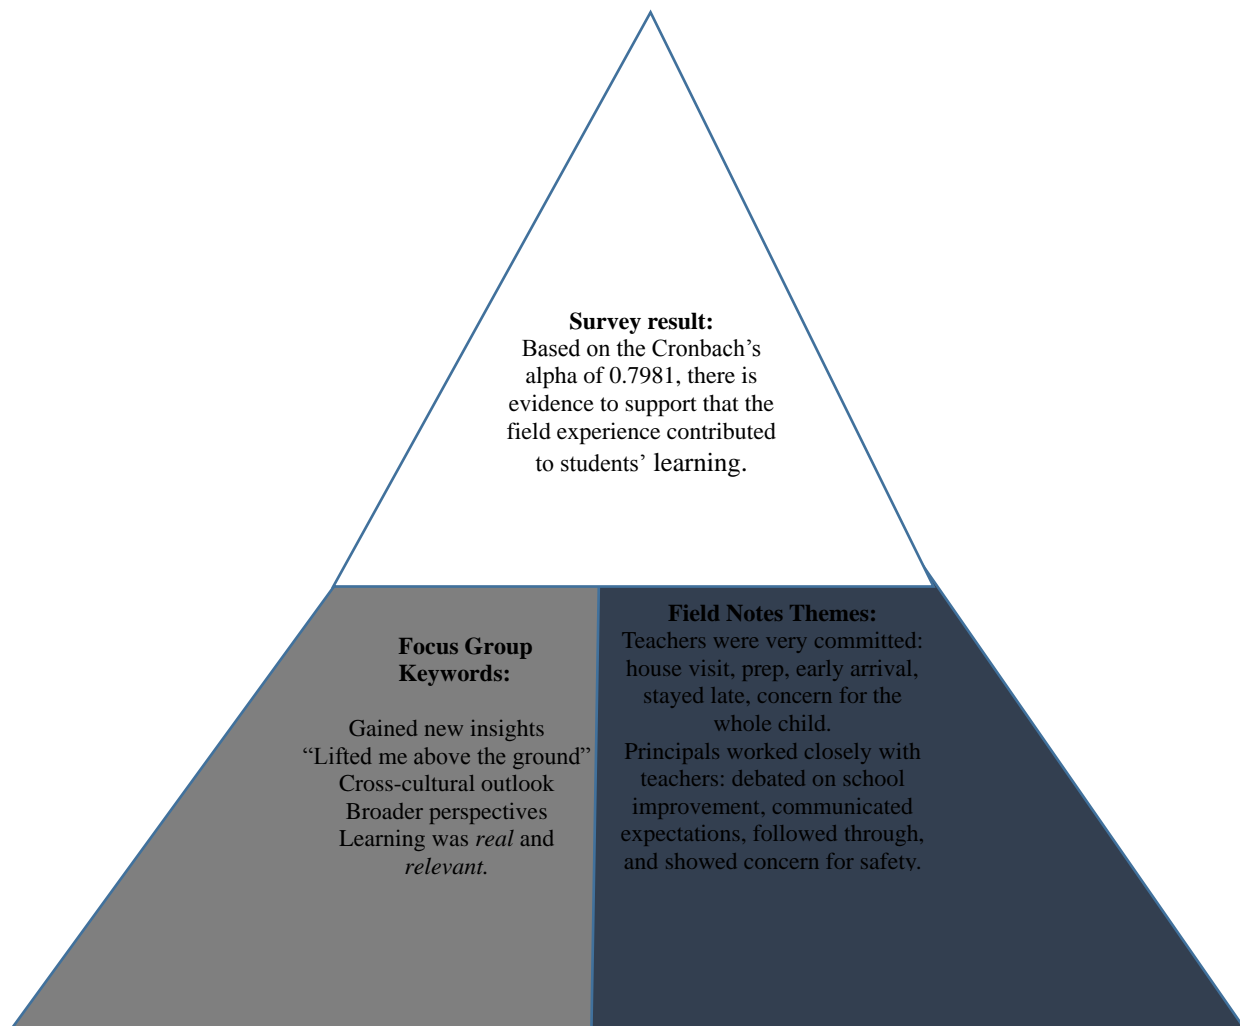 Survey result:
Based on the Cronbach’s
alpha of 0.7981, there is
evidence to support that the
field experience contributed
to students’ learning.
Focus Group
Keywords:
Gained new insights
“Lifted me above the ground”
Cross-cultural outlook
Broader perspectives
Learning was real and
relevant.
Field Notes Themes:
Teachers were very committed:
house visit, prep, early arrival,
stayed late, concern for the
whole child.
Principals worked closely with
teachers: debated on school
improvement, communicated
expectations, followed through,
and showed concern for safety.